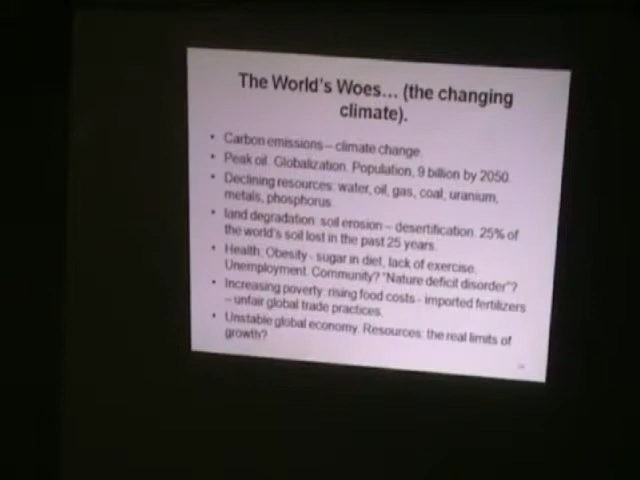 The World's Woes... (the changing
climate).
• Carbon emissions – climate change.
• Peak oil. Globalization. Population, 9 billion by 2050.
• Declining resources: water, oil, gas, coal, uranium,
metals, phosphorus.
• land degradation: soil erosion – desertification. 25% of
the world's soil lost in the past 25 years.
• Health: Obesity - sugar in diet, lack of exercise.
Unemployment. Community? "Nature deficit disorder"?
• Increasing poverty: rising food costs - imported fertilizers
– unfair global trade practices.
• Unstable global economy. Resources: the real limits of
growth?